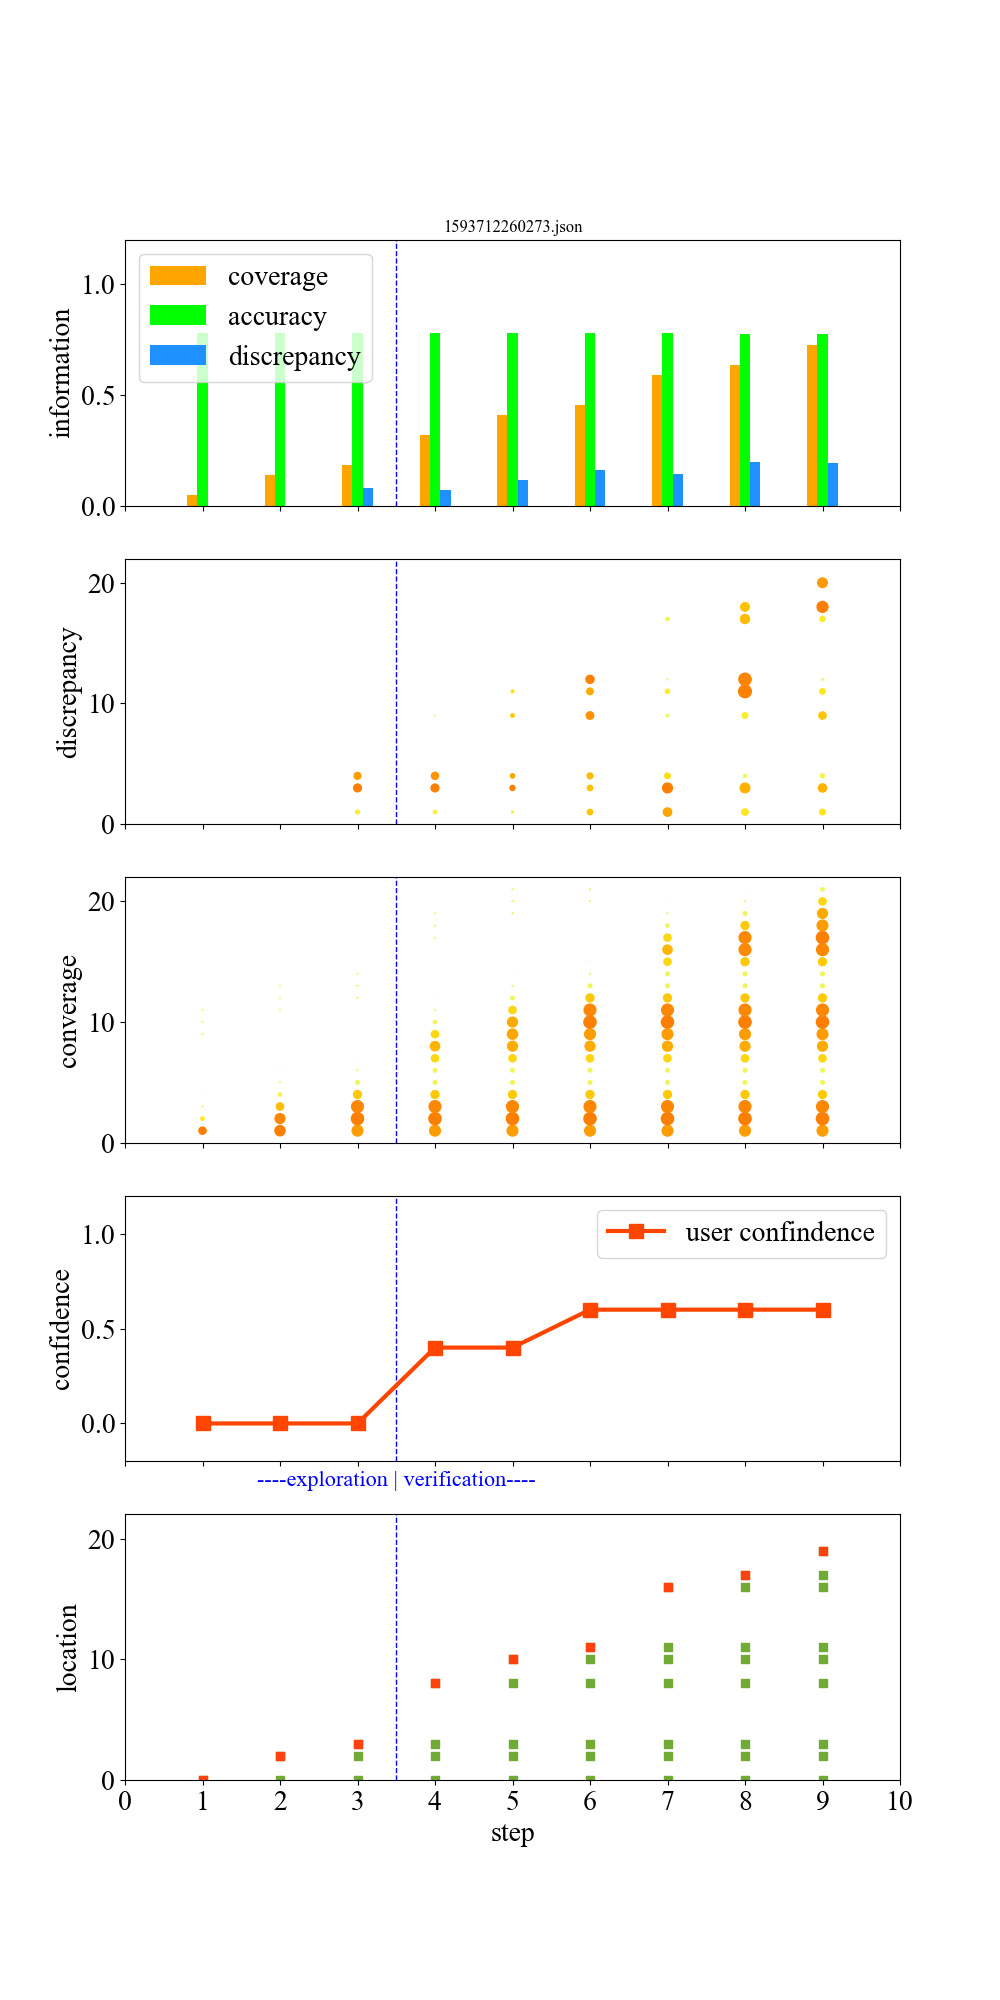 1593712260273.json
coverage
accuracy
discrepancy
information
1.0
0.5
0.0
discrepancy
20
10
0
converage
20
10
0
user confindence
confidence
1.0
0.5
0.0
----exploration | verification----
location
20
10
0
0 1 2 3 4 5 6 7 8 9 10
step